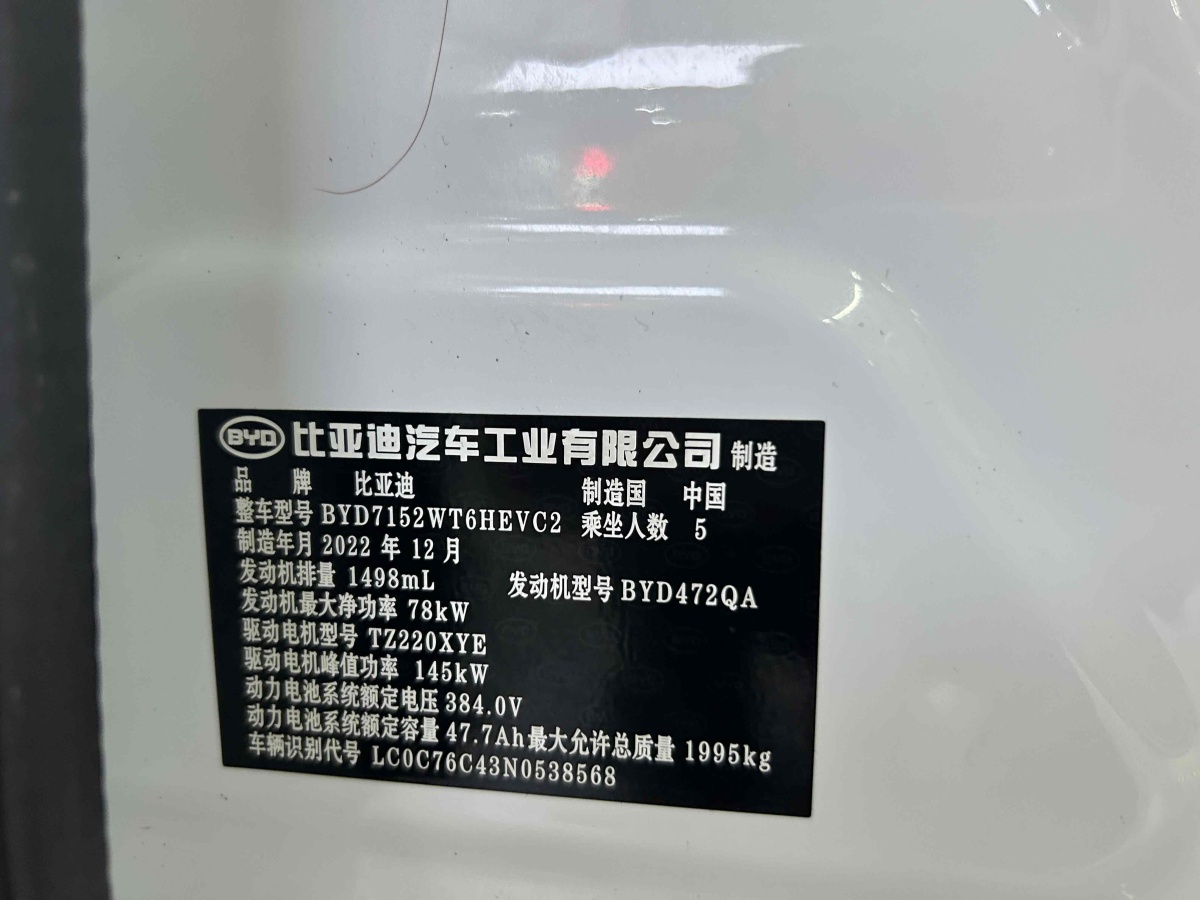 BYD 比亚迪汽车工业有限公司 制造
品 牌 比亚迪 制造国 中国
整车型号 BYD7152WT6HEVC2 乘坐人数 5
制造年月 2022 年 12 月
发动机排量 1498mL 发动机型号 BYD472QA
发动机最大净功率 78kW
驱动电机型号 TZ220XYE
驱动电机峰值功率 145kW
动力电池系统额定电压 384.0V
动力电池系统额定容量 47.7Ah 最大允许总质量 1995kg
车辆识别代号 LC0C76C43N0538568